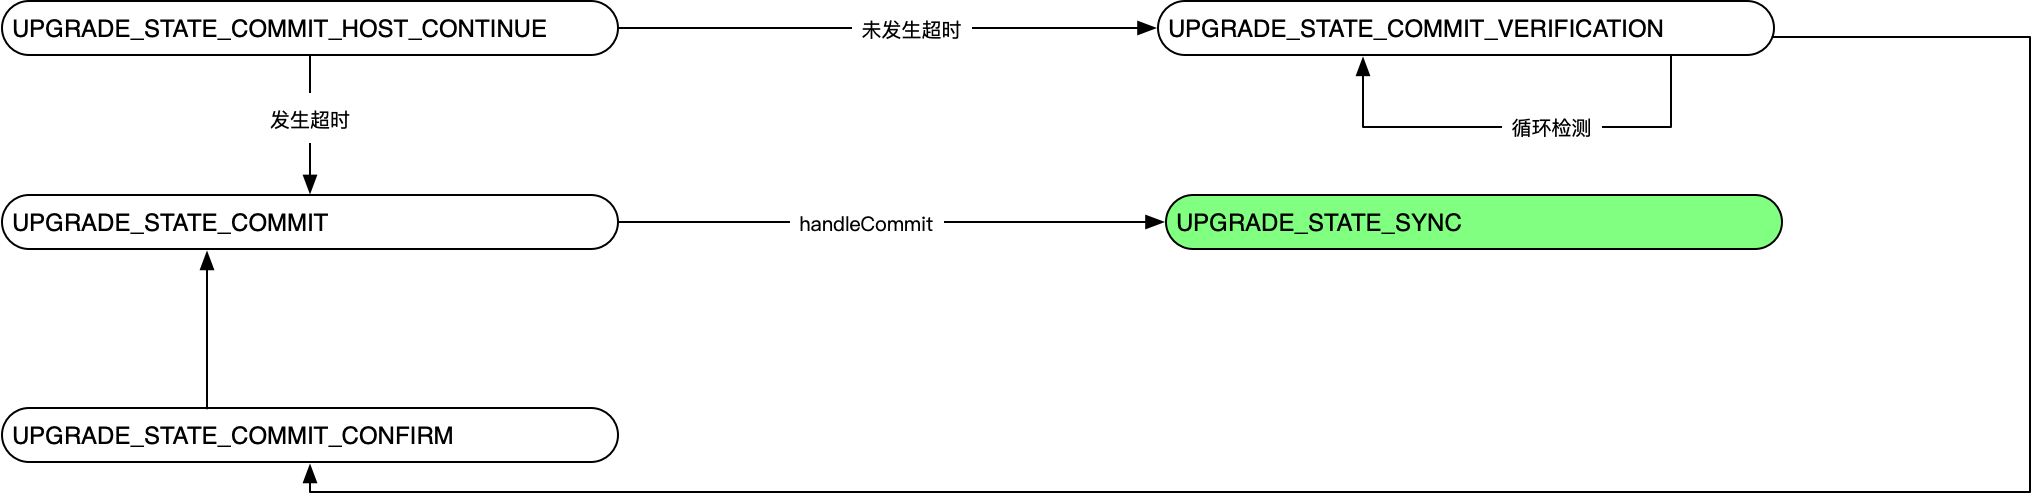 UPGRADE_STATE_COMMIT_HOST_CONTINUE
未发生超时
UPGRADE_STATE_COMMIT_VERIFICATION
发生超时
循环检测
UPGRADE_STATE_COMMIT
handleCommit
UPGRADE_STATE_SYNC
UPGRADE_STATE_COMMIT_CONFIRM